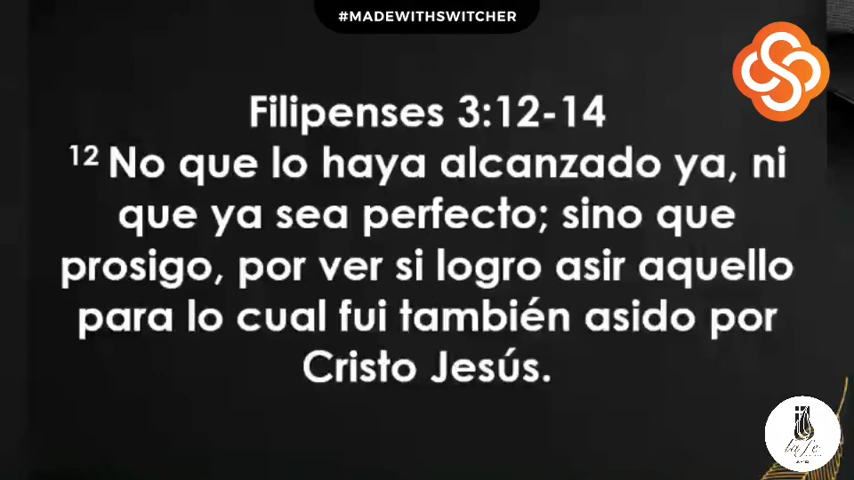 #MADEWITHSWITCHER
Filipenses 3:12-14
¹² No que lo haya alcanzado ya, ni
que ya sea perfecto; sino que
prosigo, por ver si logro asir aquello
para lo cual fui también asido por
Cristo Jesús.
la fe